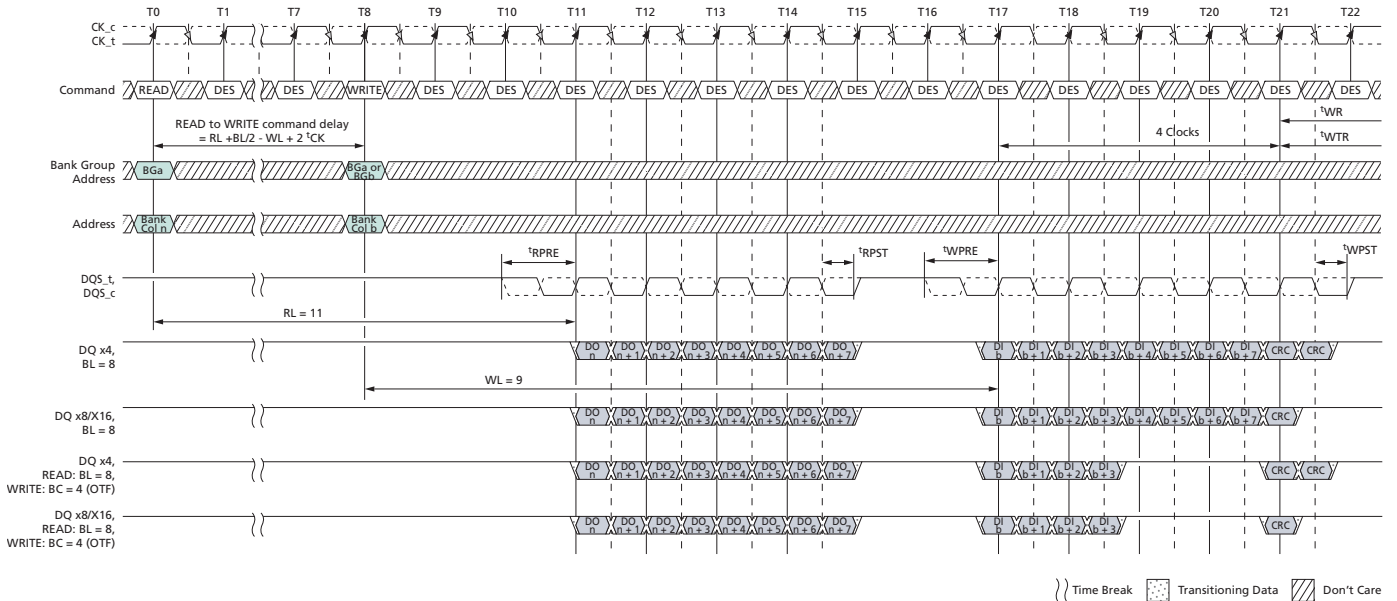 T0 T1 T7 T8 T9 T10 T11 T12 T13 T14 T15 T16 T17 T18 T19 T20 T21 T22
CK_c
CK_t
Command READ DES DES WRITE DES DES DES DES DES DES DES DES DES DES DES DES DES DES
READ to WRITE command delay
= RL +BL/2 - WL + 2 tCK
4 Clocks
tWR
tWTR
Bank Group
Address
BGa
BGa or
BGb
Address
Bank
Col n
Bank
Col b
tRPRE tRPST tWPRE tWPST
DQS_t,
DQS_c
RL = 11
DQ x4,
BL = 8
DO n DO n + 1 DO n + 2 DO n + 3 DO n + 4 DO n + 5 DO n + 6 DO n + 7 DI b DI b + 1 DI b + 2 DI b + 3 DI b + 4 DI b + 5 DI b + 6 DI b + 7 CRC CRC
WL = 9
DQ x8/X16,
BL = 8
DO n DO n + 1 DO n + 2 DO n + 3 DO n + 4 DO n + 5 DO n + 6 DO n + 7 DI b DI b + 1 DI b + 2 DI b + 3 DI b + 4 DI b + 5 DI b + 6 DI b + 7 CRC
DQ x4,
READ: BL = 8,
WRITE: BC = 4 (OTF)
DO n DO n + 1 DO n + 2 DO n + 3 DO n + 4 DO n + 5 DO n + 6 DO n + 7 DI b DI b + 1 DI b + 2 DI b + 3 CRC CRC
DQ x8/X16,
READ: BL = 8,
WRITE: BC = 4 (OTF)
DO n DO n + 1 DO n + 2 DO n + 3 DO n + 4 DO n + 5 DO n + 6 DO n + 7 DI b DI b + 1 DI b + 2 DI b + 3 CRC
Time Break Transitioning Data Don't Care